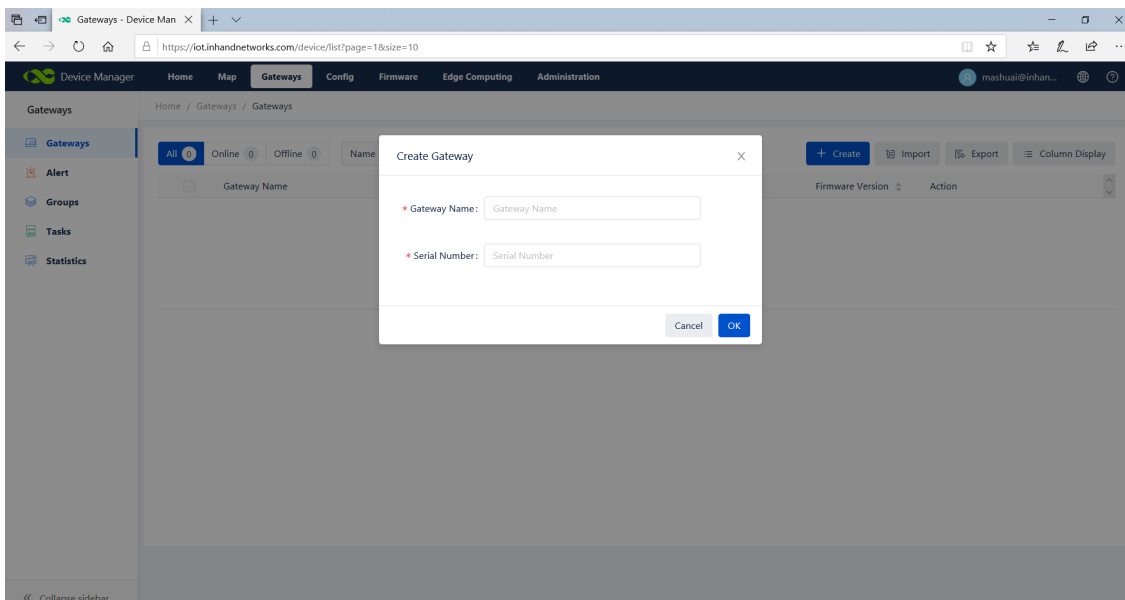 Gateways - Device Man
https://iot.inhandnetworks.com/device/list?page=1&size=10
Device Manager Home Map Gateways Config Firmware Edge Computing Administration mashuai@inhan...
Gateways
Home / Gateways / Gateways
Gateways
Alert
Groups
Tasks
Statistics
All 0 Online 0 Offline 0 Name
+ Create Import Export Column Display
Gateway Name Firmware Version Action
Create Gateway
* Gateway Name: Gateway Name
* Serial Number: Serial Number
Cancel OK
Collapse sidebar